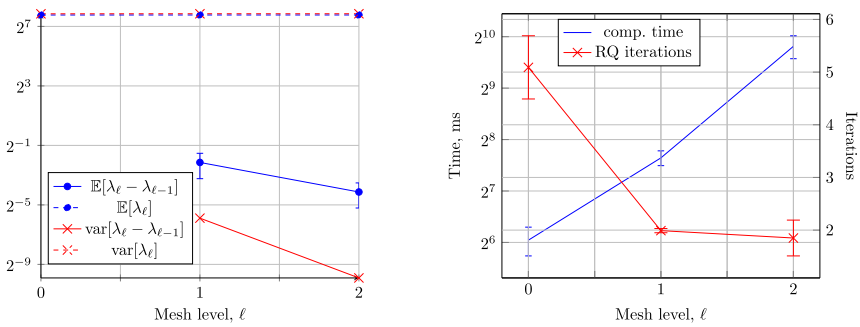 2^7
2^3
2^{-1}
2^{-5}
2^{-9}
𝔼[λ_ℓ − λ_{ℓ−1}]
𝔼[λ_ℓ]
var[λ_ℓ − λ_{ℓ−1}]
var[λ_ℓ]
0 1 2
Mesh level, ℓ
Time, ms
2^10
2^9
2^8
2^7
2^6
comp. time
RQ iterations
6
5
4
3
2
Iterations
0 1 2
Mesh level, ℓ